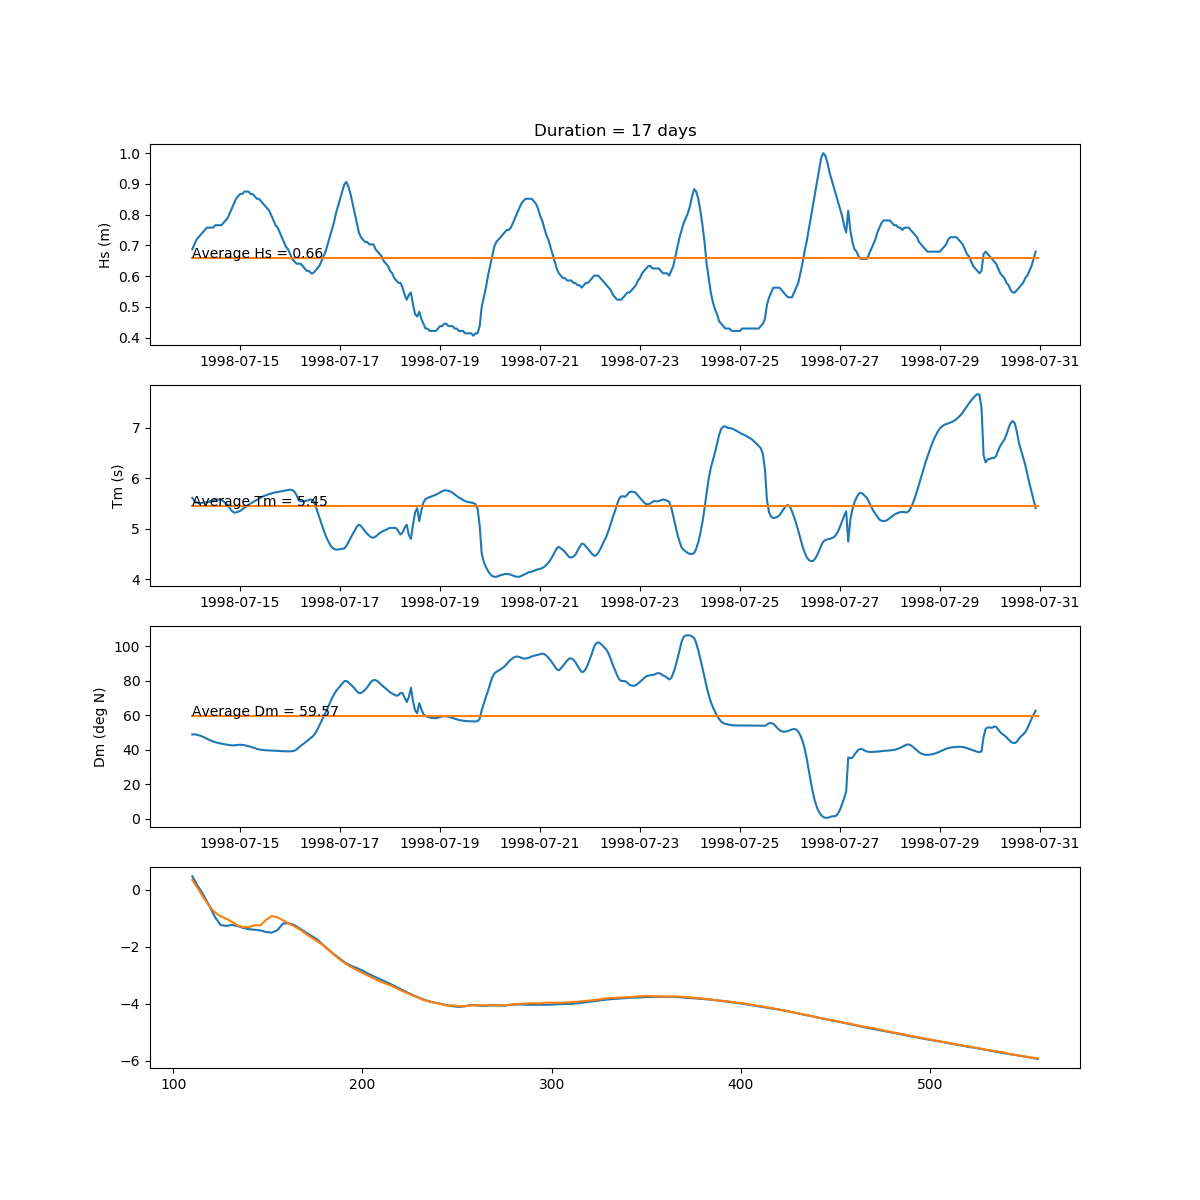 Duration = 17 days
1.0
0.9
0.8
0.7
0.6
0.5
0.4
Hs (m)
Average Hs = 0.66
1998-07-15 1998-07-17 1998-07-19 1998-07-21 1998-07-23 1998-07-25 1998-07-27 1998-07-29 1998-07-31
7
6
5
4
Tm (s)
Average Tm = 5.45
1998-07-15 1998-07-17 1998-07-19 1998-07-21 1998-07-23 1998-07-25 1998-07-27 1998-07-29 1998-07-31
100
80
60
40
20
0
Dm (deg N)
Average Dm = 59.57
1998-07-15 1998-07-17 1998-07-19 1998-07-21 1998-07-23 1998-07-25 1998-07-27 1998-07-29 1998-07-31
0
−2
−4
−6
100 200 300 400 500